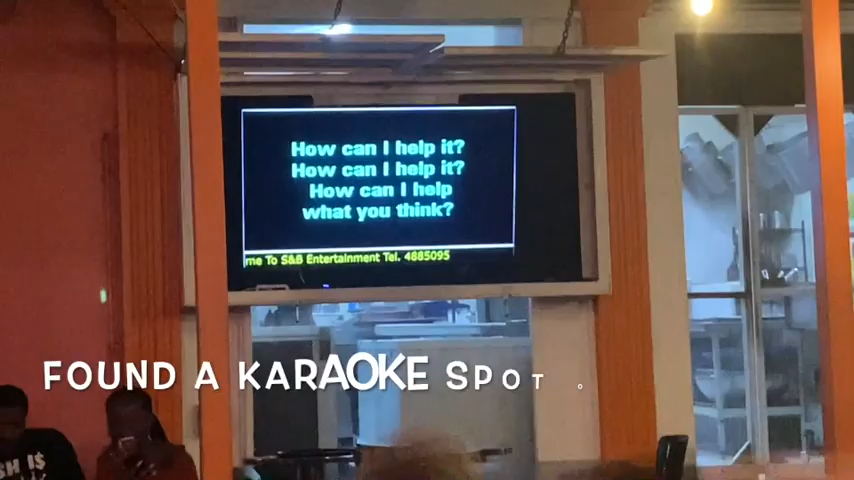 How can I help it?
How can I help it?
How can I help
what you think?
me To S&B Entertainment Tel. 4885095
FOUND A KARAOKE SPOT .
SH I$